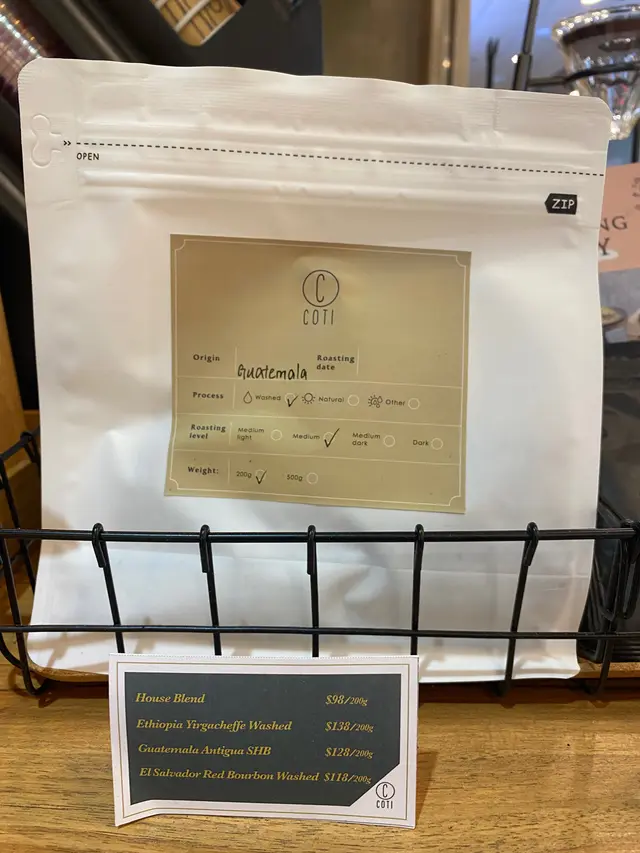 OPEN
ZIP
NG
Y
C
COTI
Origin Guatemala Roasting date
Process Washed Natural Other
Roasting level Medium light Medium Medium dark Dark
Weight: 200g 500g
House Blend $98/200g
Ethiopia Yirgacheffe Washed $138/200g
Guatemala Antigua SHB $128/200g
El Salvador Red Bourbon Washed $118/200g
C
COTI